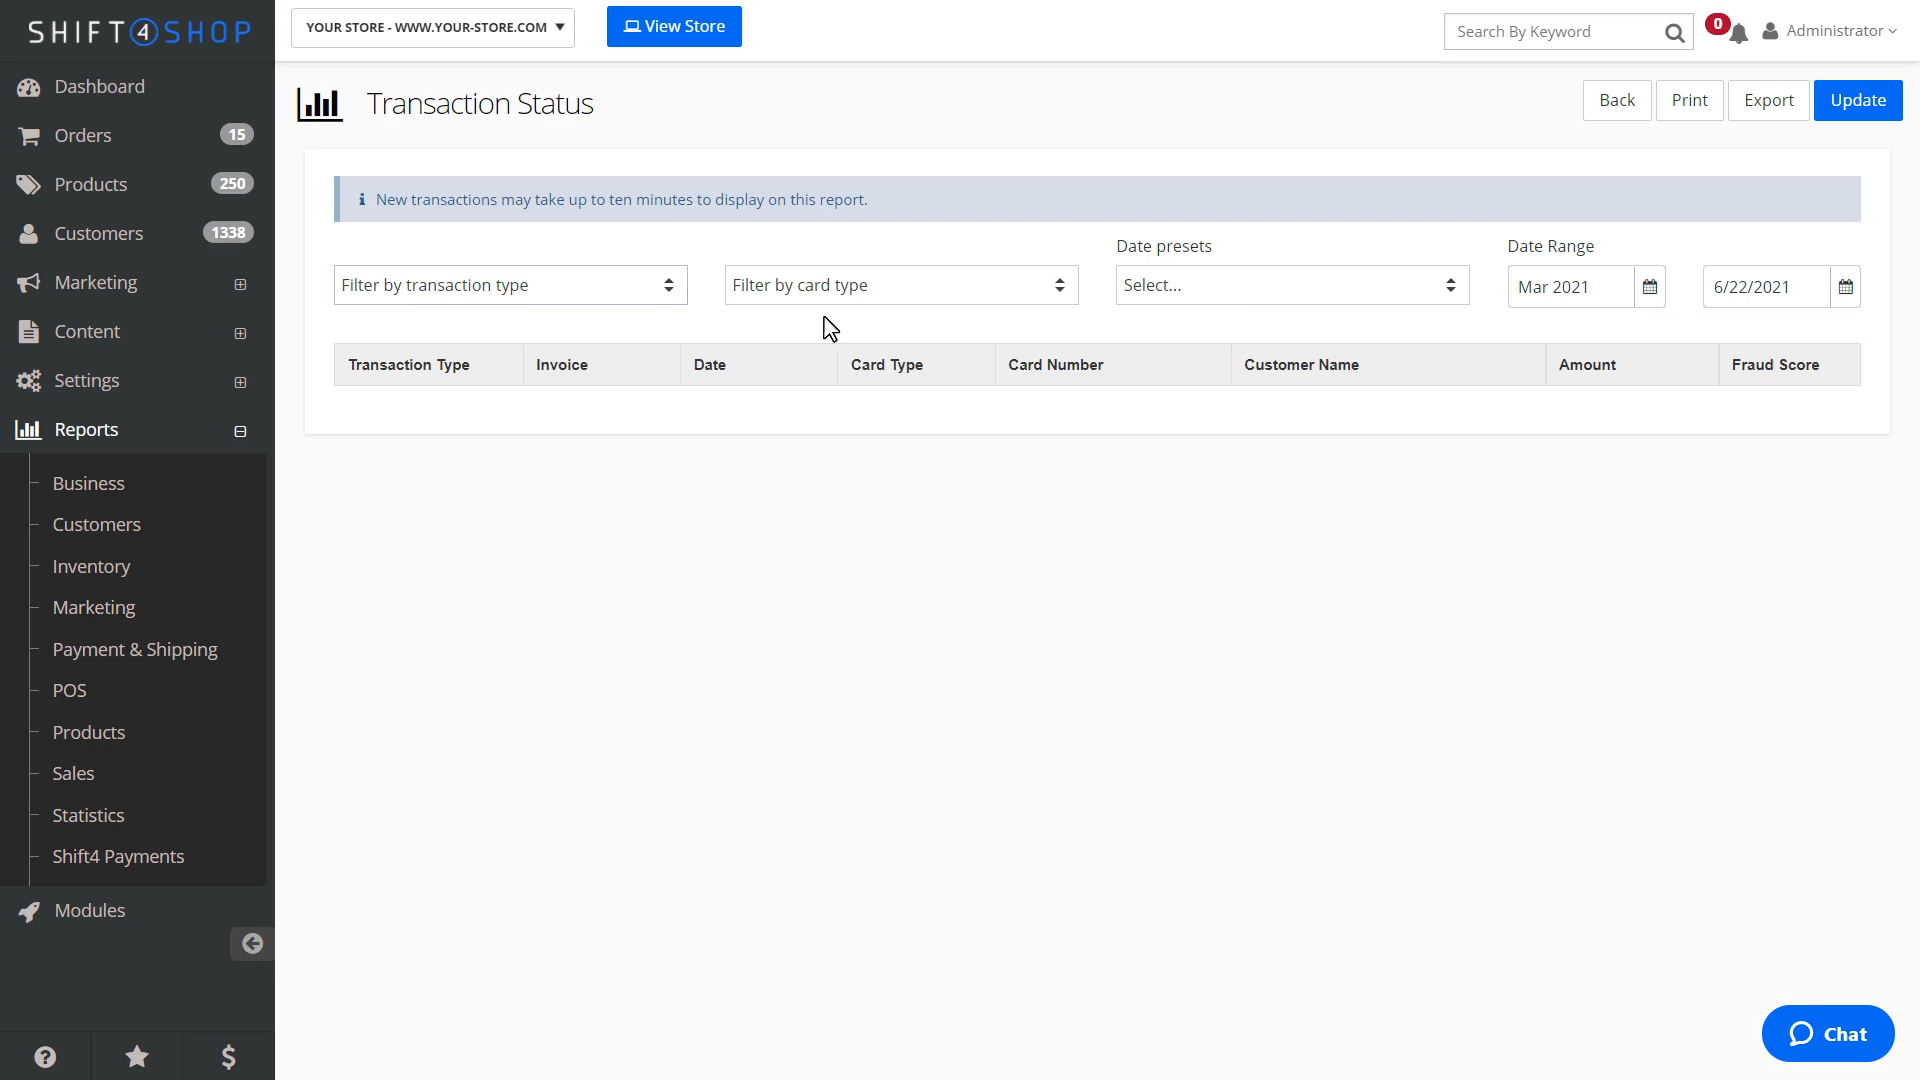 SHIFT4SHOP
YOUR STORE - WWW.YOUR-STORE.COM
View Store
Search By Keyword
0
Administrator
Dashboard
Orders 15
Products 250
Customers 1338
Marketing
Content
Settings
Reports
Business
Customers
Inventory
Marketing
Payment & Shipping
POS
Products
Sales
Statistics
Shift4 Payments
Modules
Transaction Status
Back Print Export Update
New transactions may take up to ten minutes to display on this report.
Date presets Date Range
Filter by transaction type Filter by card type Select... Mar 2021 6/22/2021
Transaction Type Invoice Date Card Type Card Number Customer Name Amount Fraud Score
Chat